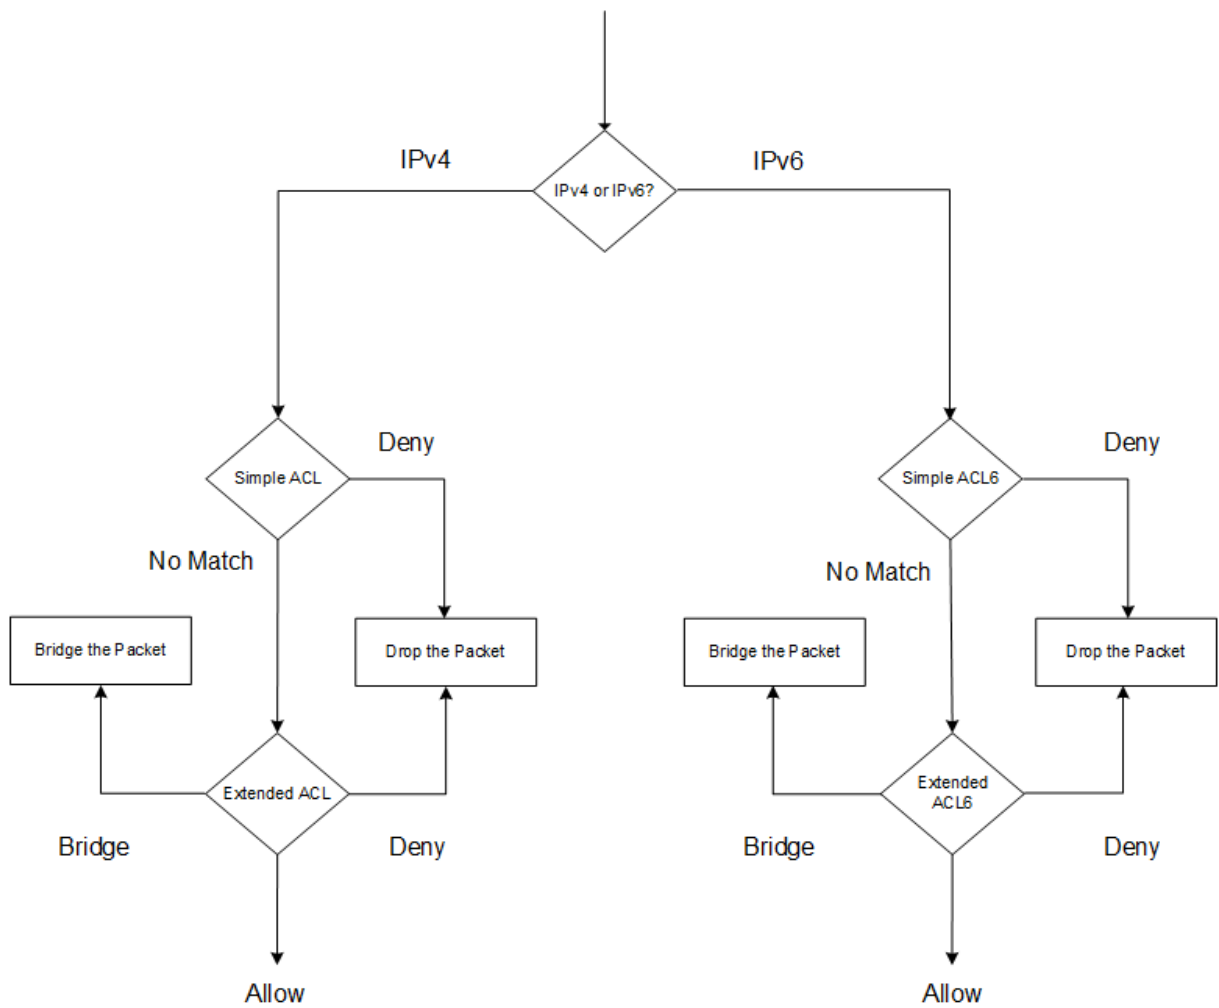 IPv4
IPv6
IPv4 or IPv6?
Deny
Deny
Simple ACL
Simple ACL6
No Match
No Match
Bridge the Packet
Drop the Packet
Bridge the Packet
Drop the Packet
Extended ACL
Extended
ACL6
Bridge
Deny
Bridge
Deny
Allow
Allow